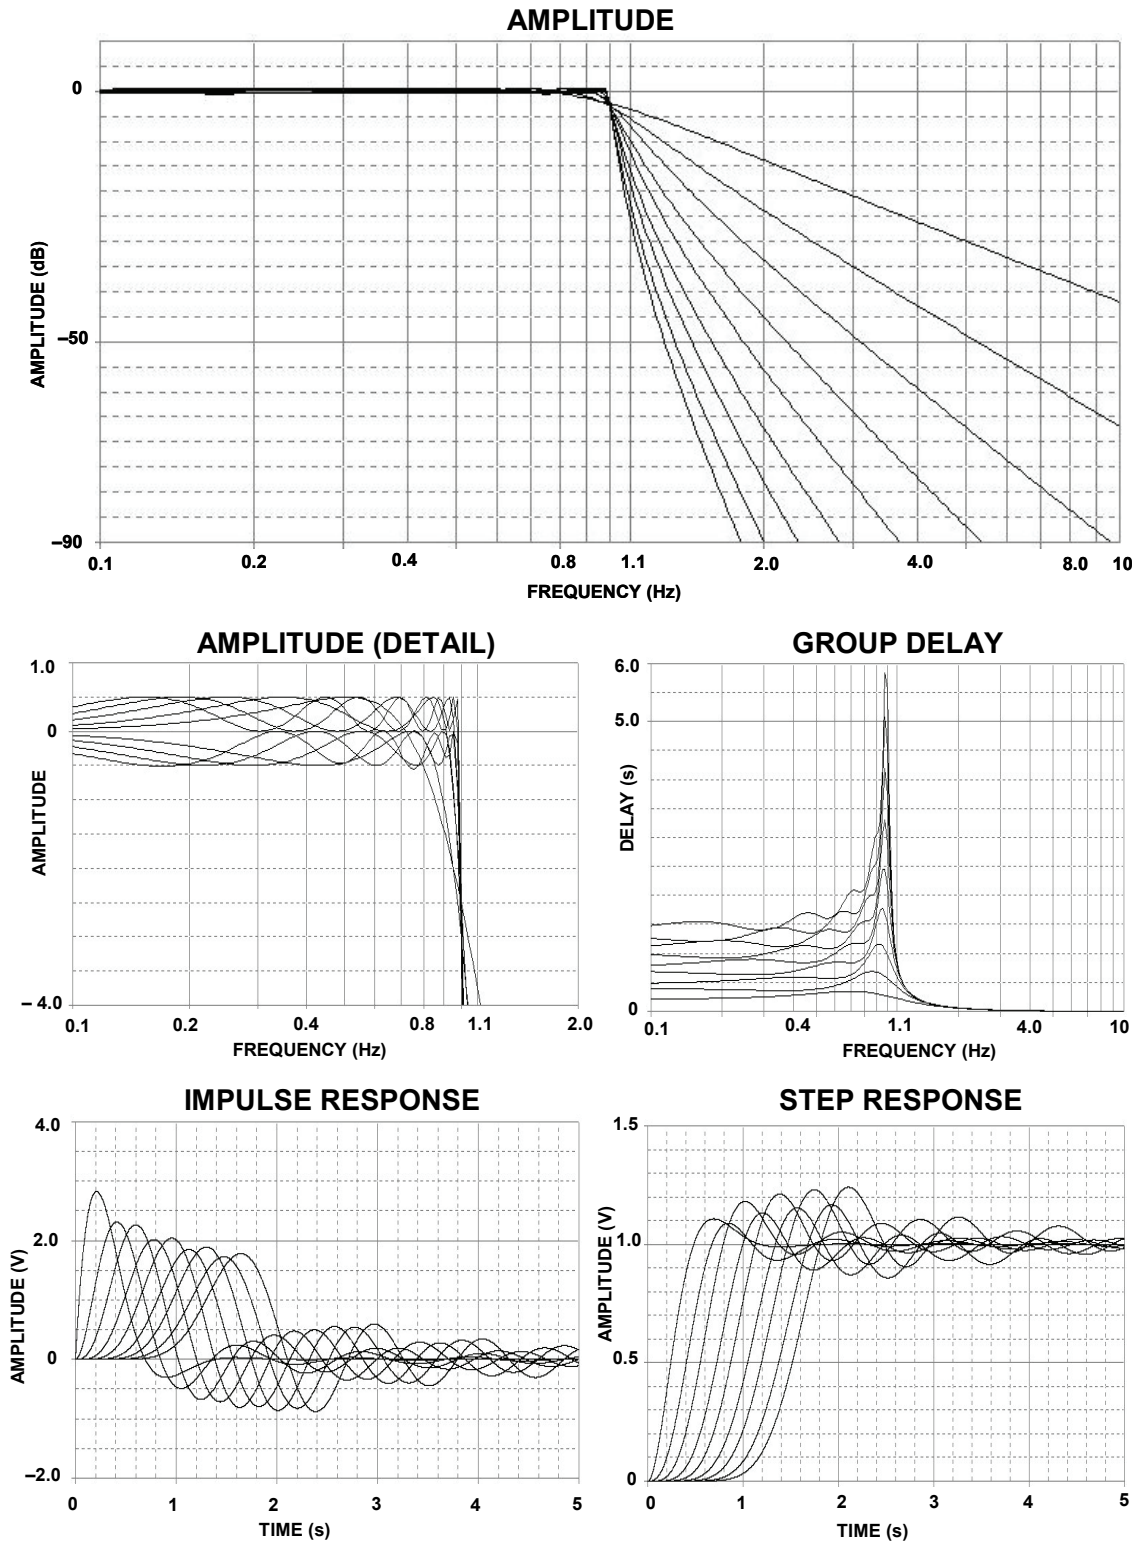 AMPLITUDE
AMPLITUDE (dB)
0
–50
–90
0.1 0.2 0.4 0.8 1.1 2.0 4.0 8.0 10
FREQUENCY (Hz)
AMPLITUDE (DETAIL)
AMPLITUDE
1.0
0
– 4.0
0.1 0.2 0.4 0.8 1.1 2.0
FREQUENCY (Hz)
GROUP DELAY
DELAY (s)
6.0
5.0
0
0.1 0.4 1.1 4.0 10
FREQUENCY (Hz)
IMPULSE RESPONSE
AMPLITUDE (V)
4.0
2.0
0
–2.0
0 1 2 3 4 5
TIME (s)
STEP RESPONSE
AMPLITUDE (V)
1.5
1.0
0.5
0
0 1 2 3 4 5
TIME (s)